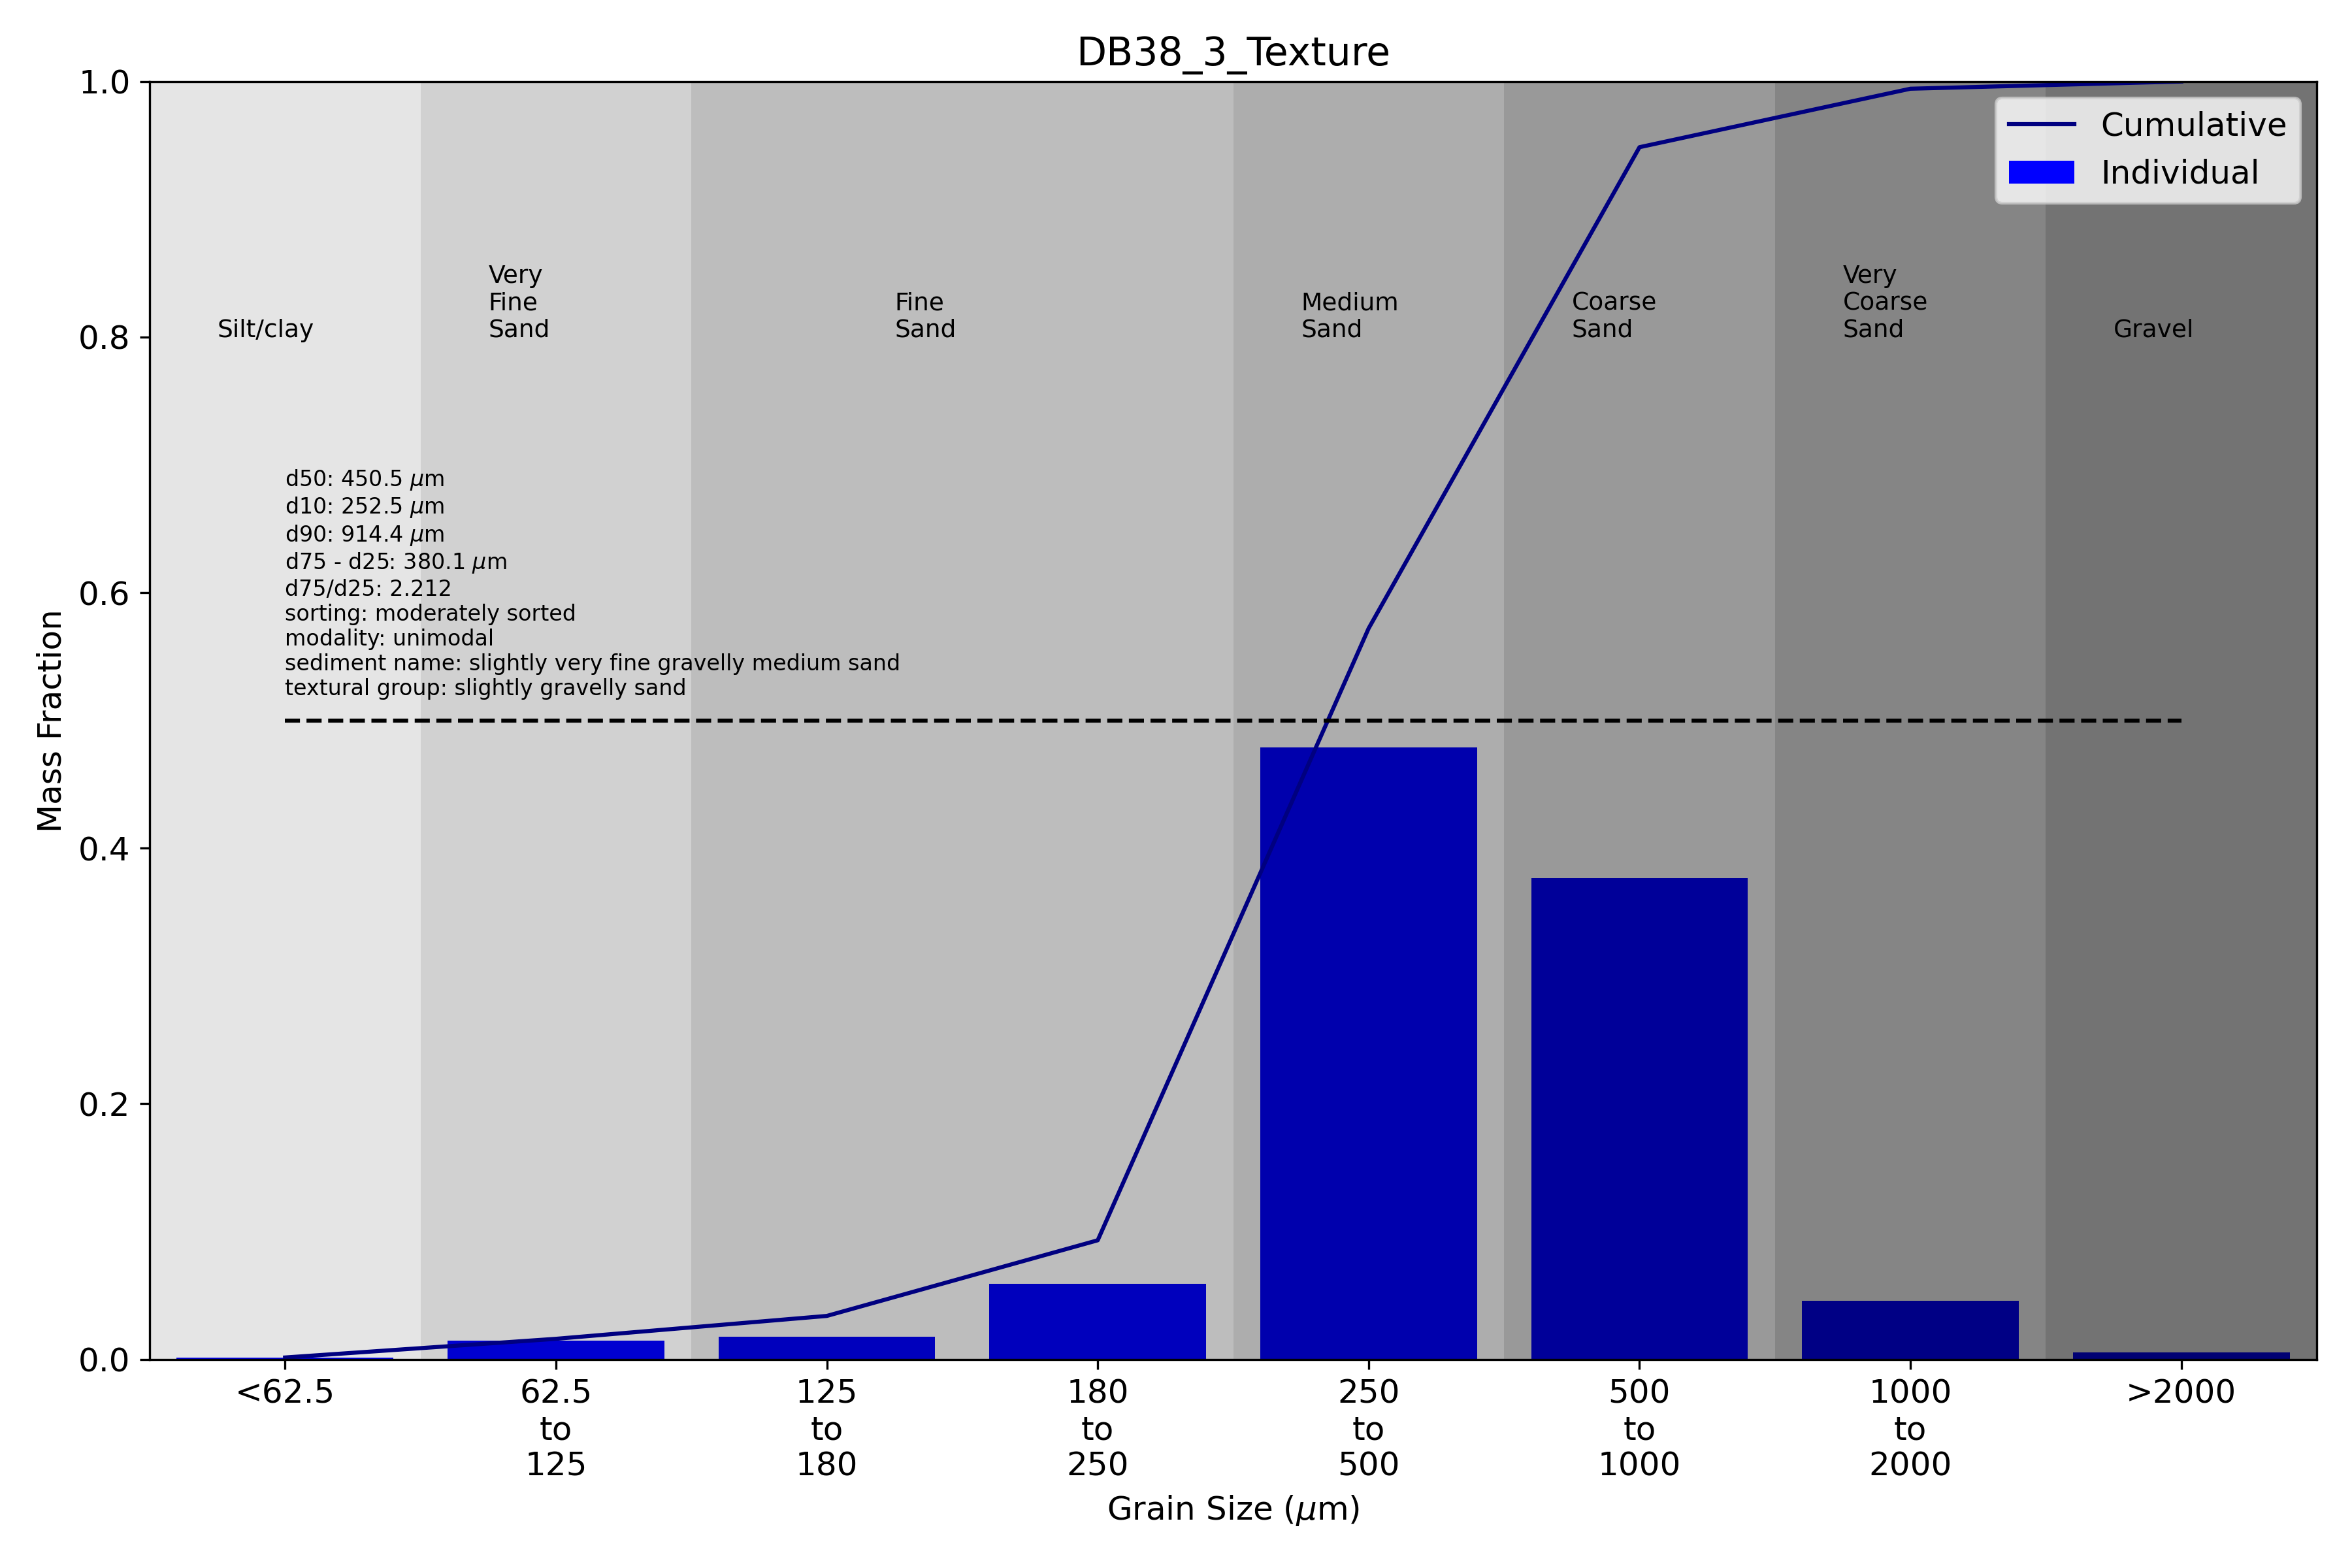 DB38_3_Texture
1.0
0.8
0.6
0.4
0.2
0.0
Mass Fraction
Cumulative
Individual
Silt/clay
Very
Fine
Sand
Fine
Sand
Medium
Sand
Coarse
Sand
Very
Coarse
Sand
Gravel
d50: 450.5 μm
d10: 252.5 μm
d90: 914.4 μm
d75 - d25: 380.1 μm
d75/d25: 2.212
sorting: moderately sorted
modality: unimodal
sediment name: slightly very fine gravelly medium sand
textural group: slightly gravelly sand
<62.5
62.5
to
125
125
to
180
180
to
250
250
to
500
500
to
1000
1000
to
2000
>2000
Grain Size (μm)